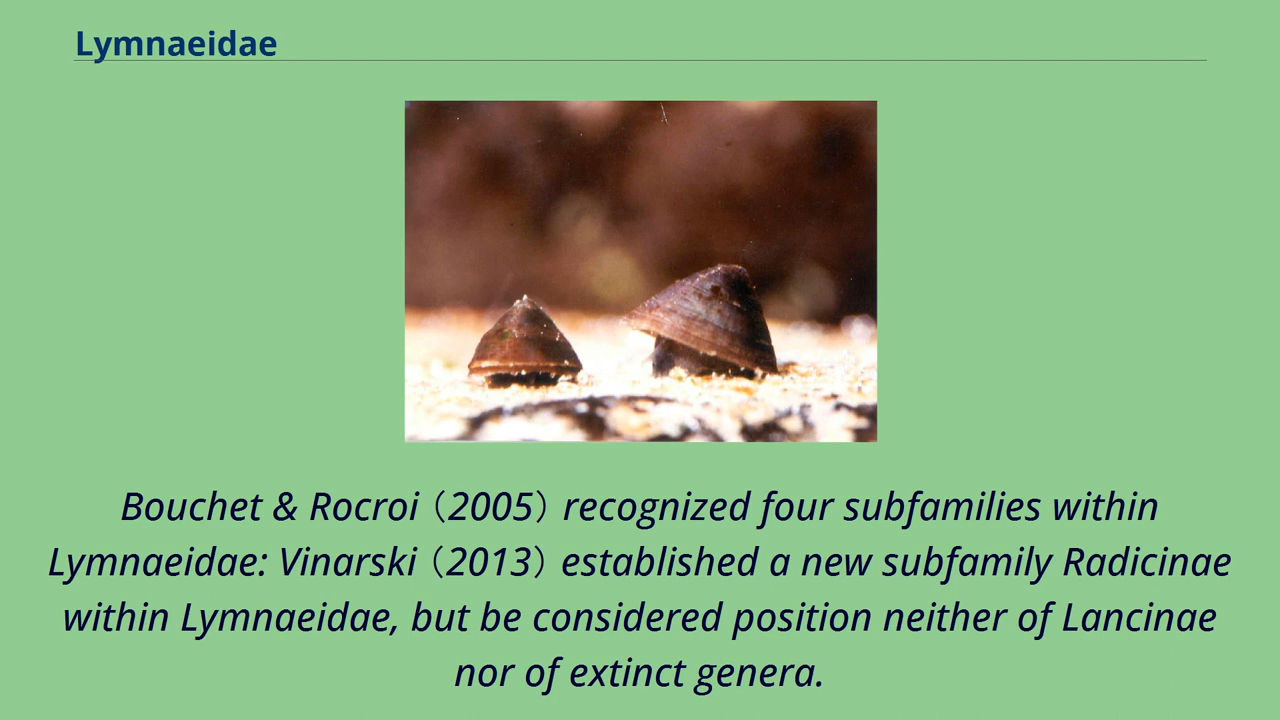 Lymnaeidae
Bouchet & Rocroi（2005）recognized four subfamilies within
Lymnaeidae: Vinarski（2013）established a new subfamily Radicinae
within Lymnaeidae, but be considered position neither of Lancinae
nor of extinct genera.